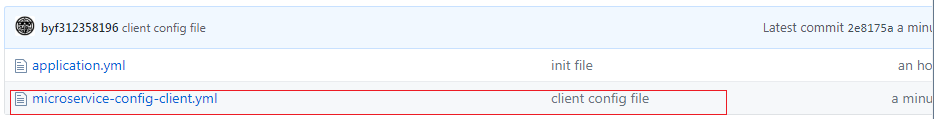 byf312358196 client config file Latest commit 2e8175a a minu
application.yml init file an ho
microservice-config-client.yml client config file a minu